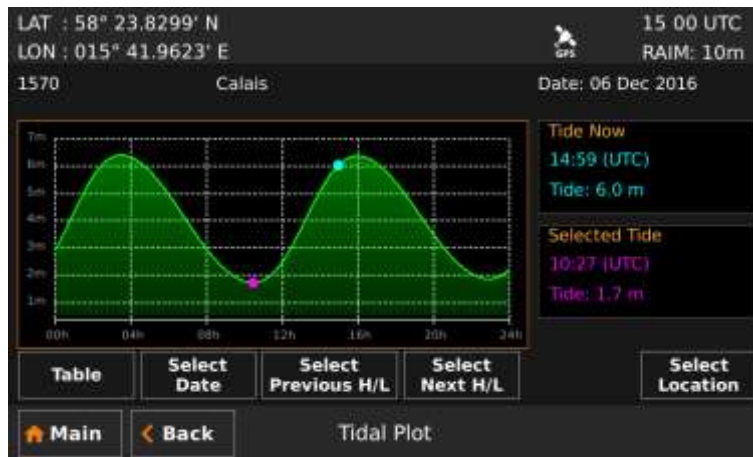 LAT : 58° 23.8299' N
LON : 015° 41.9623' E
GPS
15 00 UTC
RAIM: 10m
1570 Calais Date: 06 Dec 2016
7m
6m
5m
4m
3m
2m
1m
00h 04h 08h 12h 16h 20h 24h
Tide Now
14:59 (UTC)
Tide: 6.0 m
Selected Tide
10:27 (UTC)
Tide: 1.7 m
Table
Select Date
Select Previous H/L
Select Next H/L
Select Location
Main
Back
Tidal Plot